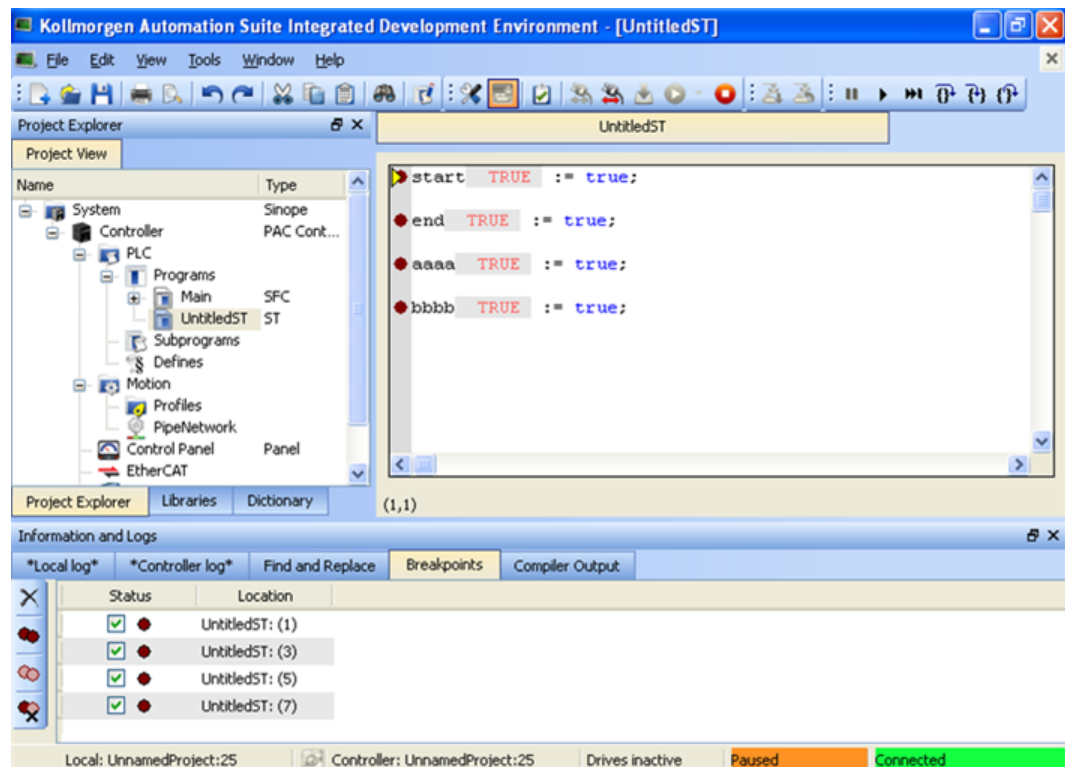 Kollmorgen Automation Suite Integrated Development Environment - [UntitledST]
File Edit View Tools Window Help
Project Explorer
Project View
Name Type
System Sinope
Controller PAC Cont...
PLC
Programs
Main SFC
UntitledST ST
Subprograms
Defines
Motion
Profiles
PipeNetwork
Control Panel Panel
EtherCAT
Project Explorer Libraries Dictionary
UntitledST
start TRUE := true;
end TRUE := true;
aaaa TRUE := true;
bbbb TRUE := true;
(1,1)
Information and Logs
*Local log* *Controller log* Find and Replace Breakpoints Compiler Output
Status Location
UntitledST: (1)
UntitledST: (3)
UntitledST: (5)
UntitledST: (7)
Local: UnnamedProject:25 Controller: UnnamedProject:25 Drives inactive Paused Connected